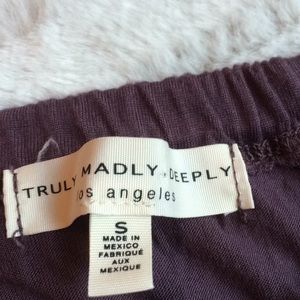 TRULY MADLY DEEPLY
los angeles
S
MADE IN
MEXICO
FABRIQUÉ
AUX
MEXIQUE